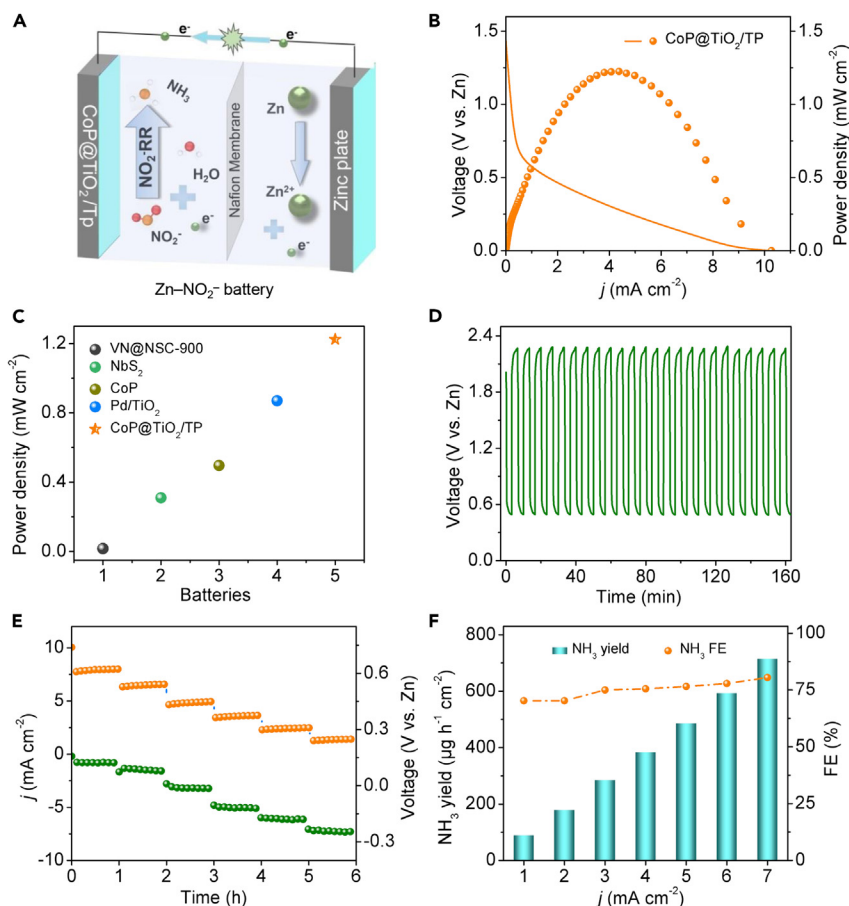 A
e-
e-
CoP@TiO2/Tp
NH3
NO2-RR
H2O
NO2-
e-
Nafion Membrane
Zn
Zn2+
e-
Zinc plate
Zn–NO2− battery
B
CoP@TiO2/TP
Voltage (V vs. Zn)
1.5
1.0
0.5
0.0
Power density (mW cm-2)
1.5
1.0
0.5
0.0
0 2 4 6 8 10
j (mA cm-2)
C
VN@NSC-900
NbS2
CoP
Pd/TiO2
CoP@TiO2/TP
Power density (mW cm-2)
1.2
0.8
0.4
0.0
1 2 3 4 5
Batteries
D
Voltage (V vs. Zn)
2.4
1.8
1.2
0.6
0.0
0 40 80 120 160
Time (min)
E
j (mA cm-2)
10
5
0
-5
-10
Voltage (V vs. Zn)
0.6
0.3
0.0
-0.3
0 1 2 3 4 5 6
Time (h)
F
NH3 yield
NH3 FE
NH3 yield (μg h-1 cm-2)
800
600
400
200
0
FE (%)
100
75
50
25
0
1 2 3 4 5 6 7
j (mA cm-2)